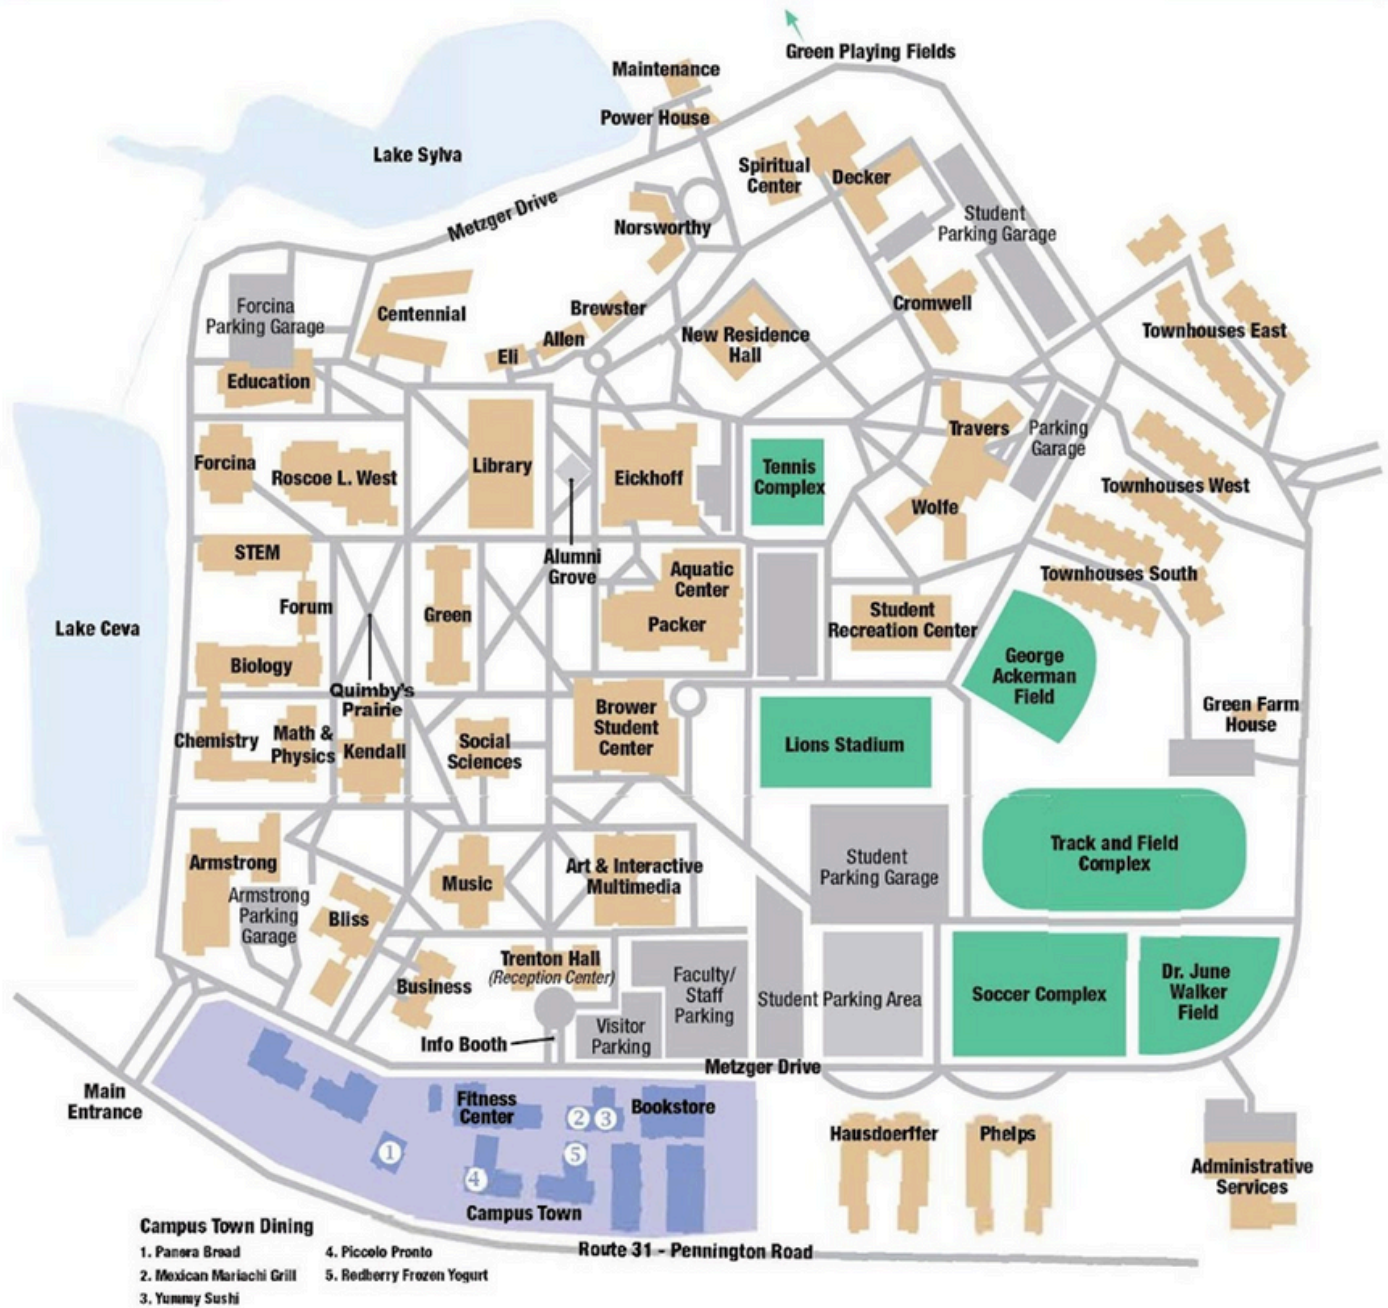 Green Playing Fields
Maintenance
Power House
Lake Sylva
Spiritual
Center
Decker
Metzger Drive
Norsworthy
Student
Parking Garage
Forcina
Parking Garage
Centennial
Brewster
Cromwell
Allen
Eli
New Residence
Hall
Townhouses East
Education
Travers
Parking
Garage
Forcina
Roscoe L. West
Library
Eickhoff
Tennis
Complex
Townhouses West
Wolfe
STEM
Alumni
Grove
Aquatic
Center
Townhouses South
Forum
Green
Packer
Student
Recreation Center
Lake Ceva
Biology
George
Ackerman
Field
Quimby's
Prairie
Brower
Student
Center
Green Farm
House
Chemistry
Math &
Physics
Kendall
Social
Sciences
Lions Stadium
Armstrong
Armstrong
Parking
Garage
Bliss
Music
Art & Interactive
Multimedia
Student
Parking Garage
Track and Field
Complex
Business
Trenton Hall
(Reception Center)
Faculty/
Staff
Parking
Student Parking Area
Soccer Complex
Dr. June
Walker
Field
Info Booth
Visitor
Parking
Metzger Drive
Main
Entrance
Fitness
Center
2
3
Bookstore
1
4
5
Campus Town
Hausdoerffer
Phelps
Administrative
Services
Route 31 - Pennington Road
Campus Town Dining
1. Panera Bread
2. Mexican Mariachi Grill
3. Yummy Sushi
4. Piccolo Pronto
5. Redberry Frozen Yogurt